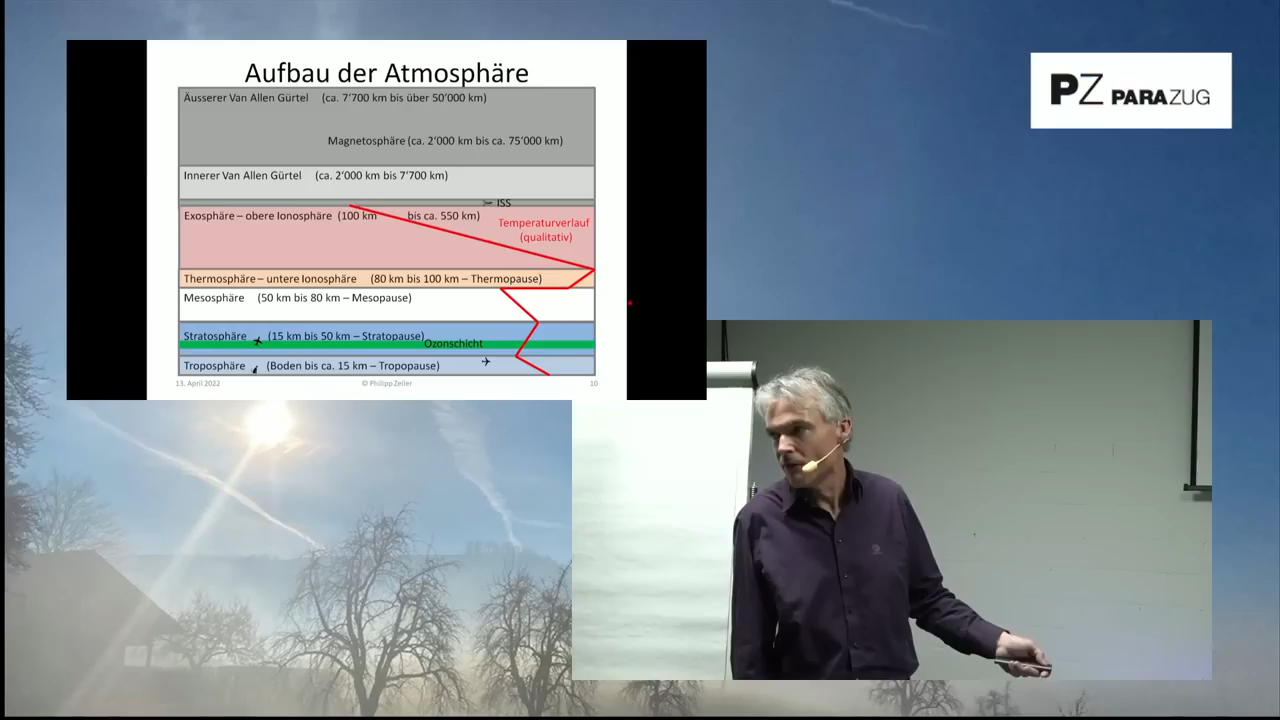 Aufbau der Atmosphäre
Äusserer Van Allen Gürtel (ca. 7‘700 km bis über 50‘000 km)
Magnetosphäre (ca. 2‘000 km bis ca. 75‘000 km)
Innerer Van Allen Gürtel (ca. 2‘000 km bis 7‘700 km)
ISS
Exosphäre – obere Ionosphäre (100 km bis ca. 550 km)
Temperaturverlauf
(qualitativ)
Thermosphäre – untere Ionosphäre (80 km bis 100 km – Thermopause)
Mesosphäre (50 km bis 80 km – Mesopause)
Stratosphäre (15 km bis 50 km – Stratopause)
Ozonschicht
Troposphäre (Boden bis ca. 15 km – Tropopause)
13. April 2022 © Philipp Zeller 10
PZ PARAZUG